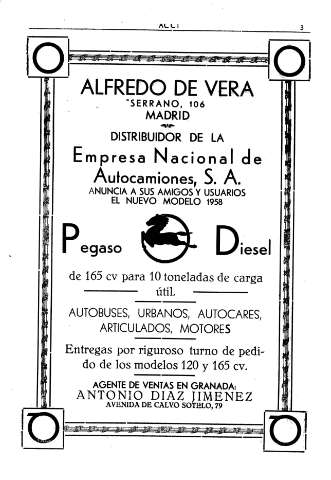 3
ALFREDO DE VERA
SERRANO, 106
MADRID
DISTRIBUIDOR DE LA
Empresa Nacional de
Autocamiones, S. A.
ANUNCIA A SUS AMIGOS Y USUARIOS
EL NUEVO MODELO 1958
Pegaso Diesel
de 165 cv para 10 toneladas de carga
útil.
AUTOBUSES, URBANOS, AUTOCARES,
ARTICULADOS, MOTORES
Entregas por riguroso turno de pedi-
do de los modelos 120 y 165 cv.
AGENTE DE VENTAS EN GRANADA:
ANTONIO DIAZ JIMENEZ
AVENIDA DE CALVO SOTELO, 79